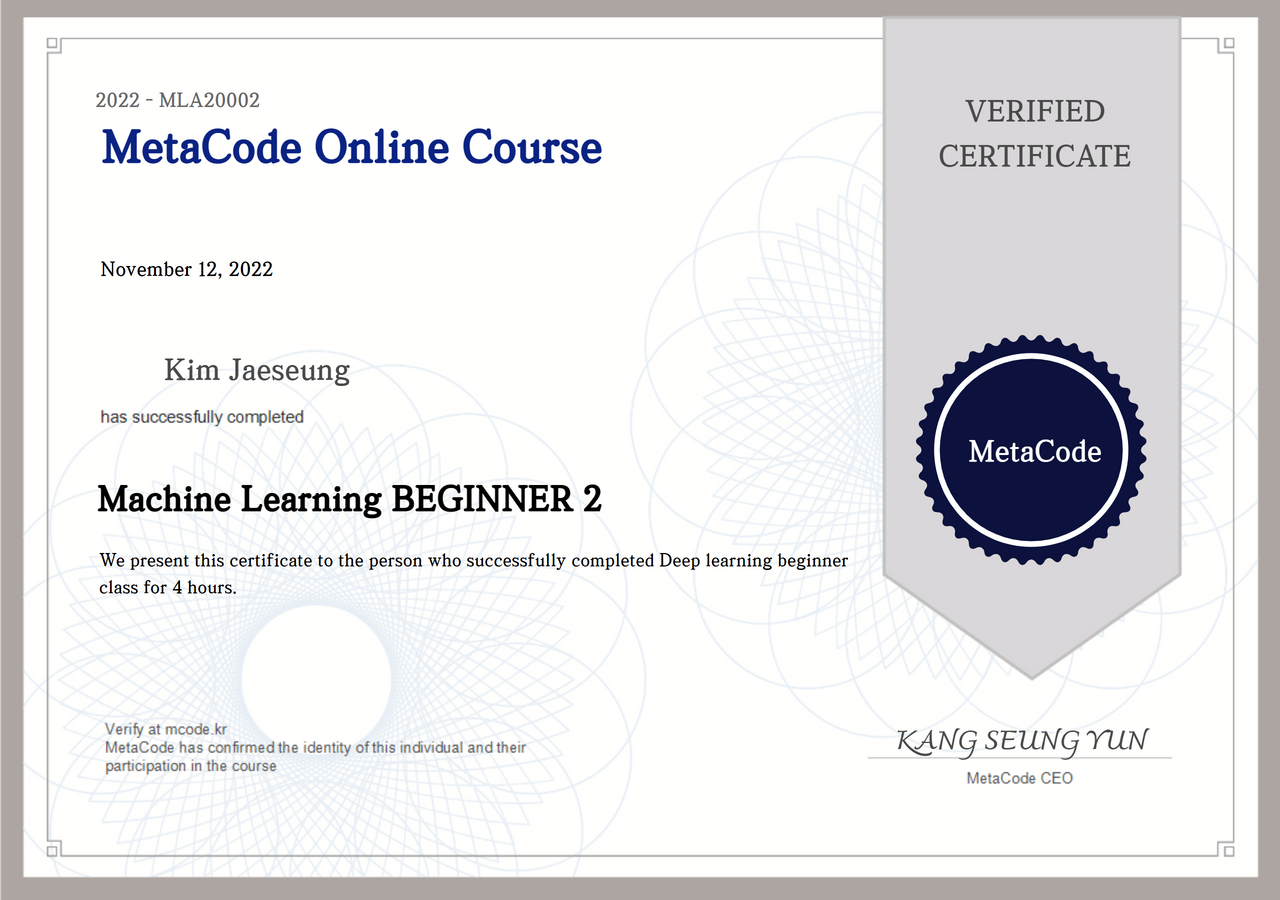 2022 - MLA20002
MetaCode Online Course
VERIFIED
CERTIFICATE
November 12, 2022
Kim Jaeseung
has successfully completed
MetaCode
Machine Learning BEGINNER 2
We present this certificate to the person who successfully completed Deep learning beginner
class for 4 hours.
Verify at mcode.kr
MetaCode has confirmed the identity of this individual and their
participation in the course
KANG SEUNG YUN
MetaCode CEO